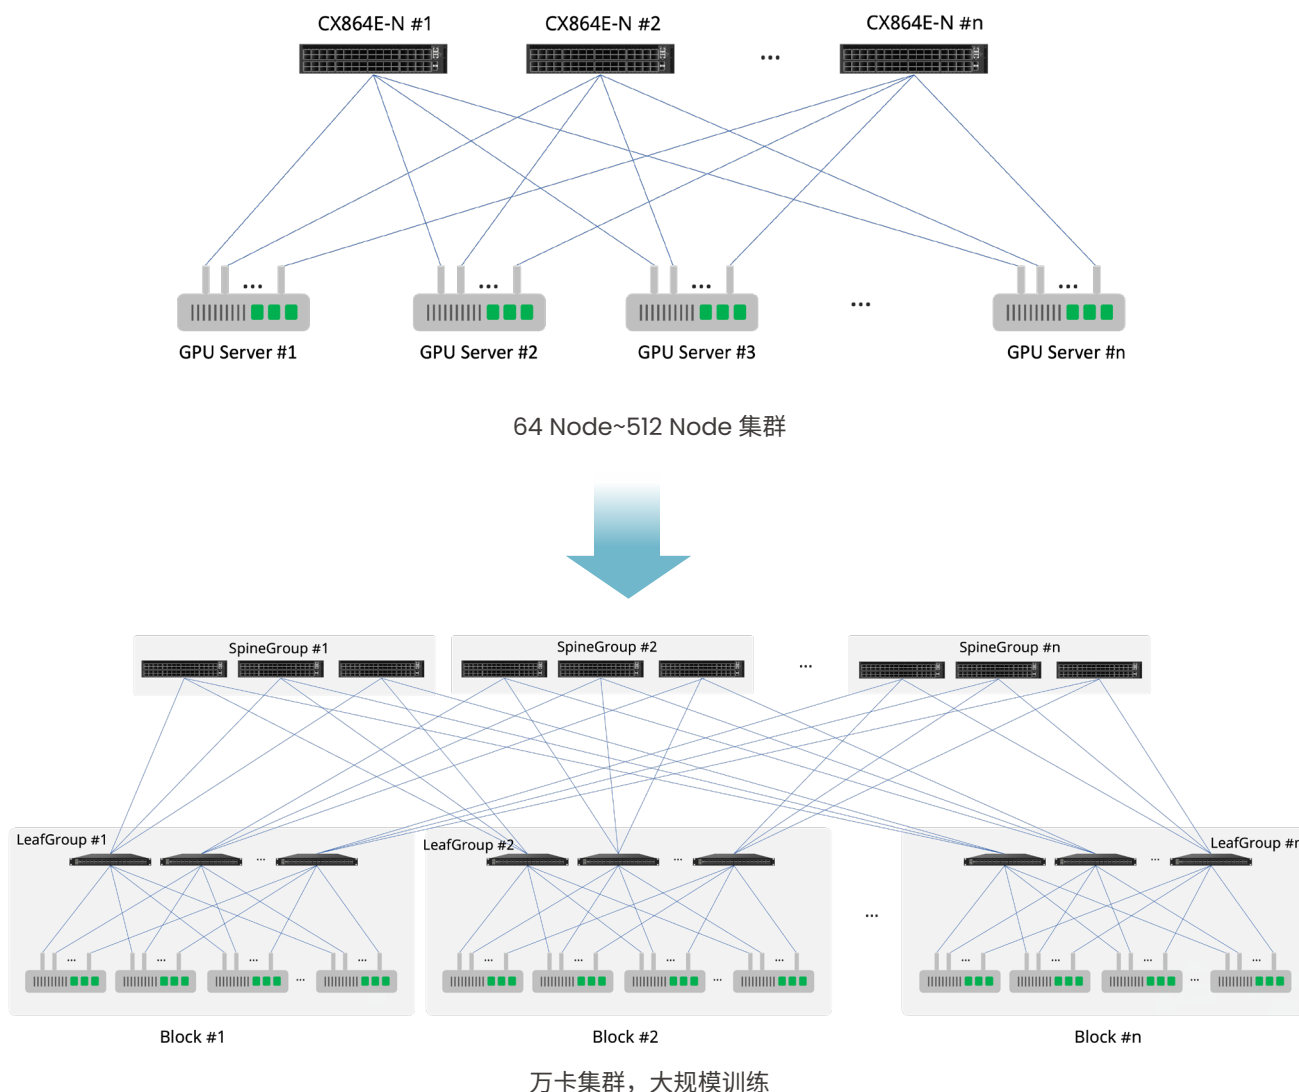 CX864E-N #1
CX864E-N #2
...
CX864E-N #n
... ... ... ...
...
GPU Server #1
GPU Server #2
GPU Server #3
GPU Server #n
64 Node~512 Node 集群
SpineGroup #1
SpineGroup #2
...
SpineGroup #n
LeafGroup #1
LeafGroup #2
LeafGroup #n
... ... ...
...
... ... ... ... ... ... ... ... ... ... ... ...
... ... ...
Block #1
Block #2
Block #n
万卡集群，大规模训练